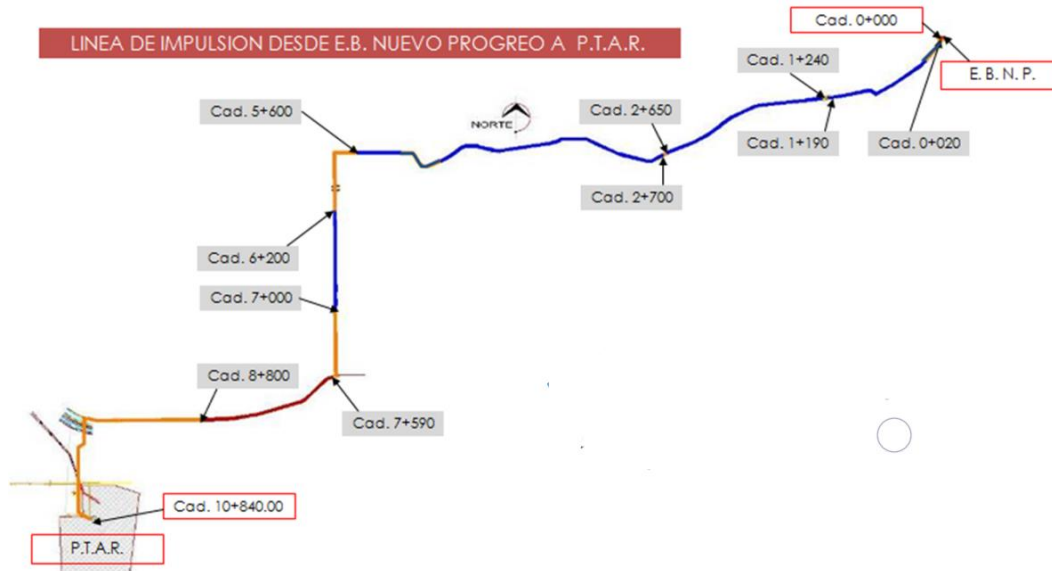 LINEA DE IMPULSION DESDE E.B. NUEVO PROGREO A P.T.A.R.
Cad. 0+000
E. B. N. P.
Cad. 1+240
Cad. 5+600
Cad. 2+650
NORTE
Cad. 1+190
Cad. 0+020
Cad. 2+700
Cad. 6+200
Cad. 7+000
Cad. 8+800
Cad. 7+590
Cad. 10+840.00
P.T.A.R.